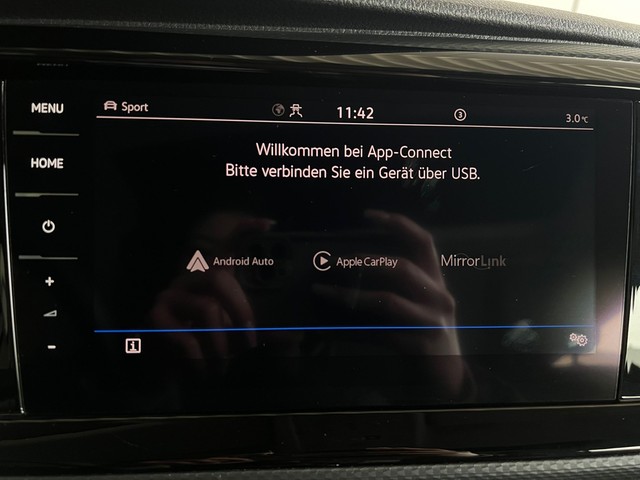 MENU
HOME
Sport
11:42
3
3.0°C
Willkommen bei App-Connect
Bitte verbinden Sie ein Gerät über USB.
Android Auto
Apple CarPlay
MirrorLink
i
+
-